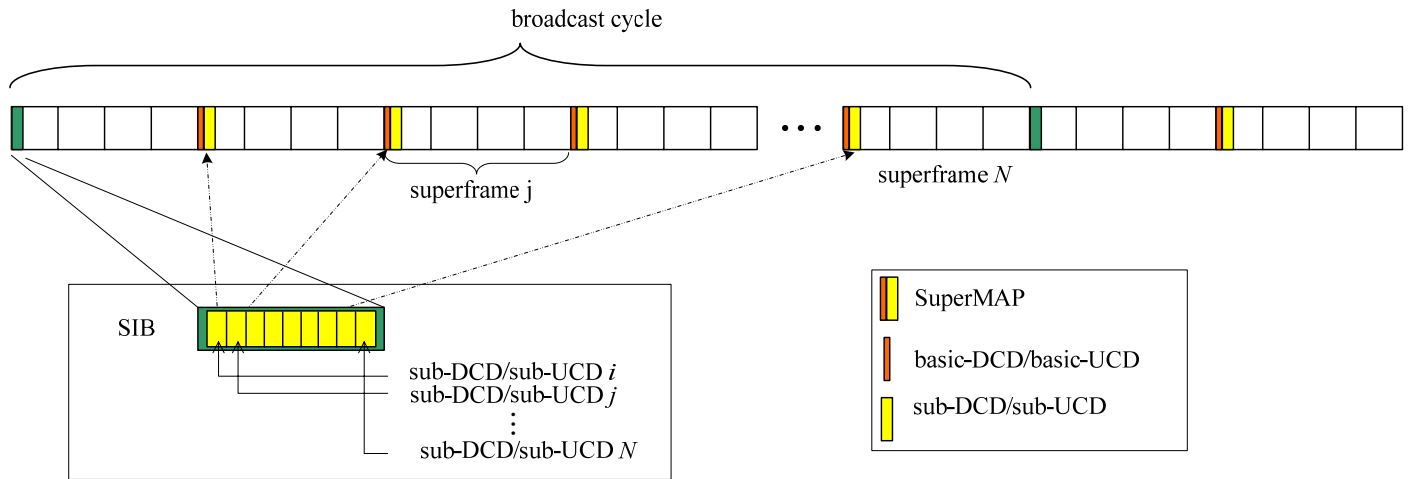 broadcast cycle
superframe j
superframe N
SIB
sub-DCD/sub-UCD i
sub-DCD/sub-UCD j
sub-DCD/sub-UCD N
SuperMAP
basic-DCD/basic-UCD
sub-DCD/sub-UCD